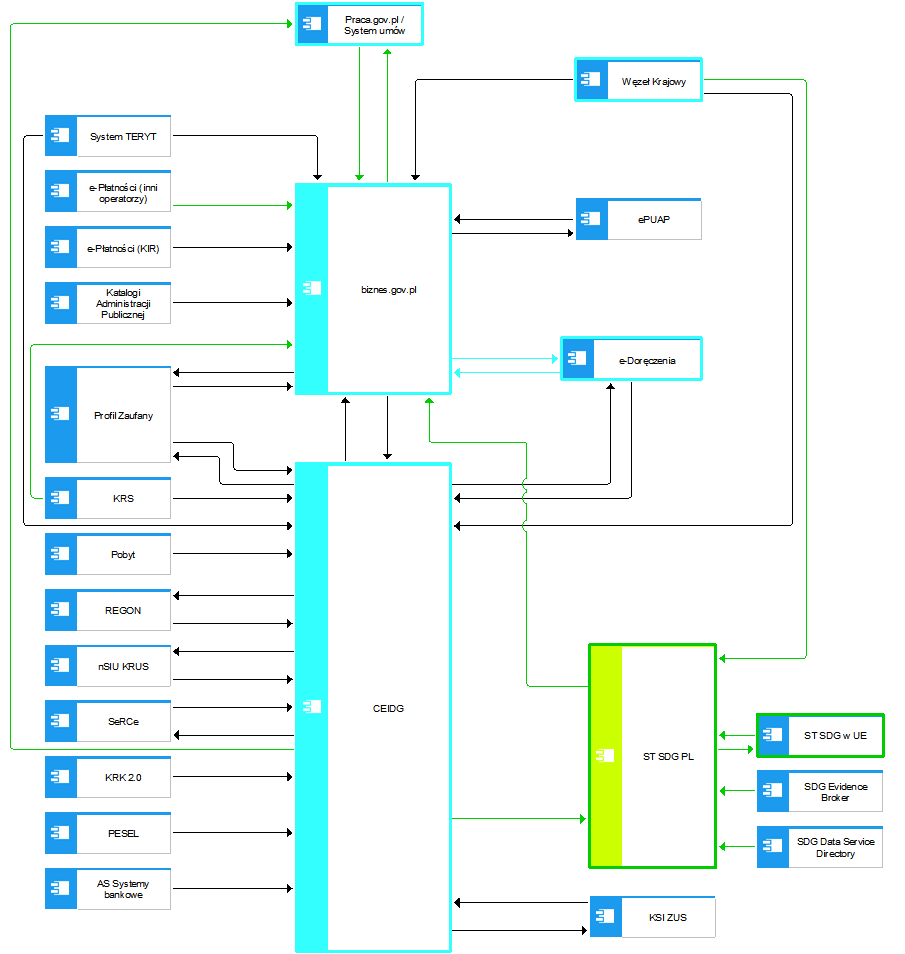 Praca.gov.pl /
System umów
Węzeł Krajowy
System TERYT
e-Płatności (inni
operatorzy)
ePUAP
e-Płatności (KIR)
biznes.gov.pl
Katalogi
Administracji
Publicznej
e-Doręczenia
Profil Zaufany
KRS
Pobyt
REGON
nSIU KRUS
CEIDG
SeRCe
ST SDG w UE
ST SDG PL
KRK 2.0
SDG Evidence
Broker
PESEL
SDG Data Service
Directory
AS Systemy
bankowe
KSI ZUS